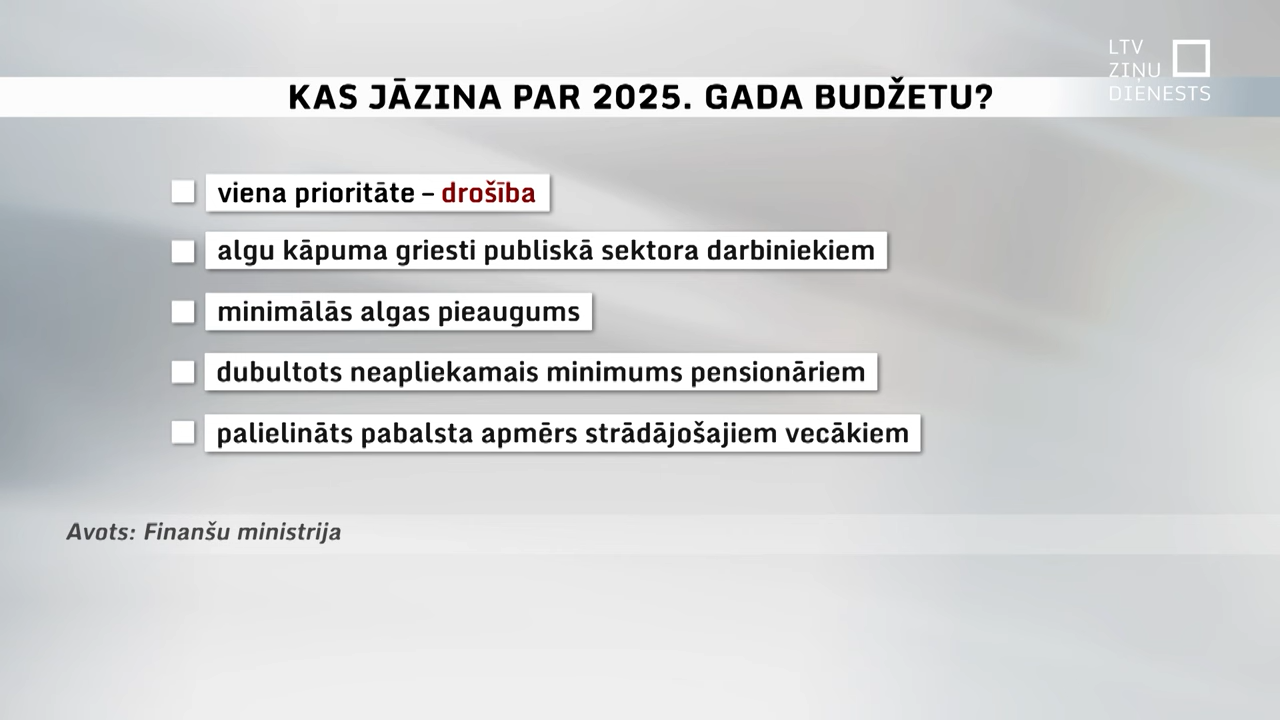 LTV
ZIŅU
DIENESTS
KAS JĀZINA PAR 2025. GADA BUDŽETU?
viena prioritāte – drošība
algu kāpuma griesti publiskā sektora darbiniekiem
minimālās algas pieaugums
dubultots neapliekamais minimums pensionāriem
palielināts pabalsta apmērs strādājošajiem vecākiem
Avots: Finanšu ministrija